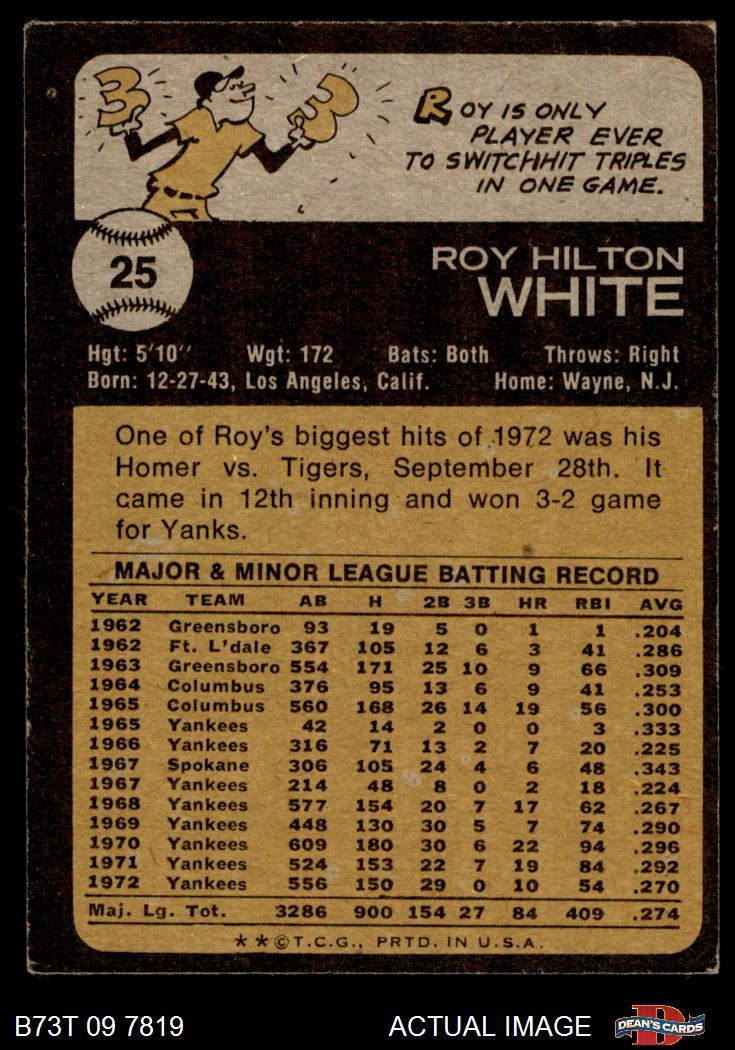 3 3
ROY IS ONLY
PLAYER EVER
TO SWITCHHIT TRIPLES
IN ONE GAME.
25
ROY HILTON
WHITE
Hgt: 5'10'' Wgt: 172 Bats: Both Throws: Right
Born: 12-27-43, Los Angeles, Calif. Home: Wayne, N.J.
One of Roy's biggest hits of 1972 was his
Homer vs. Tigers, September 28th. It
came in 12th inning and won 3-2 game
for Yanks.
MAJOR & MINOR LEAGUE BATTING RECORD
YEAR TEAM AB H 2B 3B HR RBI AVG
1962 Greensboro 93 19 5 0 1 1 .204
1962 Ft. L'dale 367 105 12 6 3 41 .286
1963 Greensboro 554 171 25 10 9 66 .309
1964 Columbus 376 95 13 6 9 41 .253
1965 Columbus 560 168 26 14 19 56 .300
1965 Yankees 42 14 2 0 0 3 .333
1966 Yankees 316 71 13 2 7 20 .225
1967 Spokane 306 105 24 4 6 48 .343
1967 Yankees 214 48 8 0 2 18 .224
1968 Yankees 577 154 20 7 17 62 .267
1969 Yankees 448 130 30 5 7 74 .290
1970 Yankees 609 180 30 6 22 94 .296
1971 Yankees 524 153 22 7 19 84 .292
1972 Yankees 556 150 29 0 10 54 .270
Maj. Lg. Tot. 3286 900 154 27 84 409 .274
* * © T.C.G., PRTD. IN U.S.A.
B73T 09 7819 ACTUAL IMAGE DEAN'S CARDS